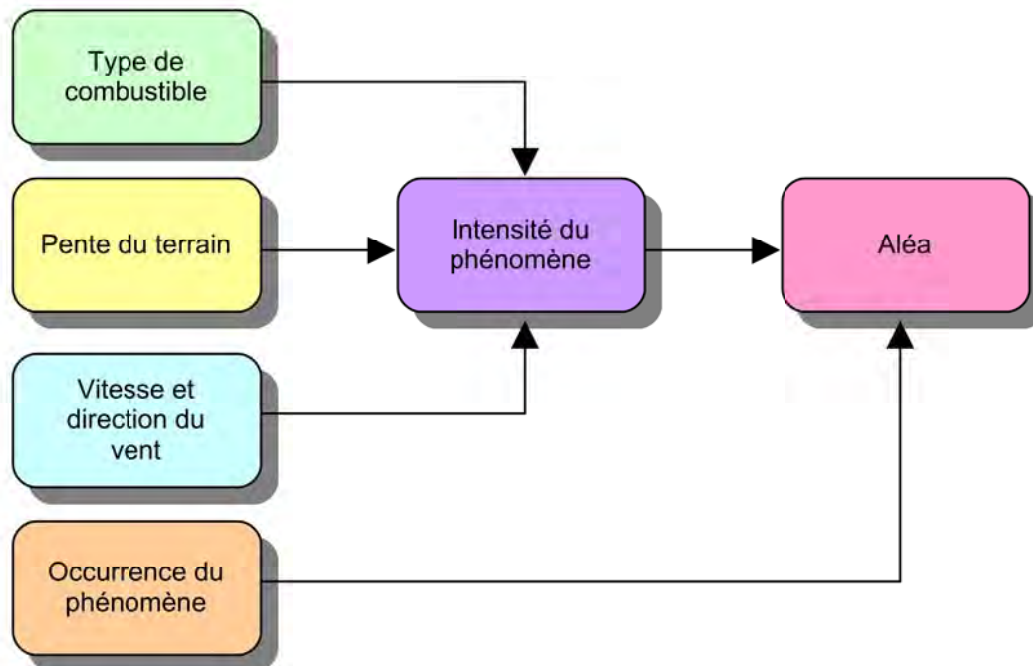 Type de
combustible
Pente du terrain
Intensité du
phénomène
Aléa
Vitesse et
direction du
vent
Occurrence du
phénomène